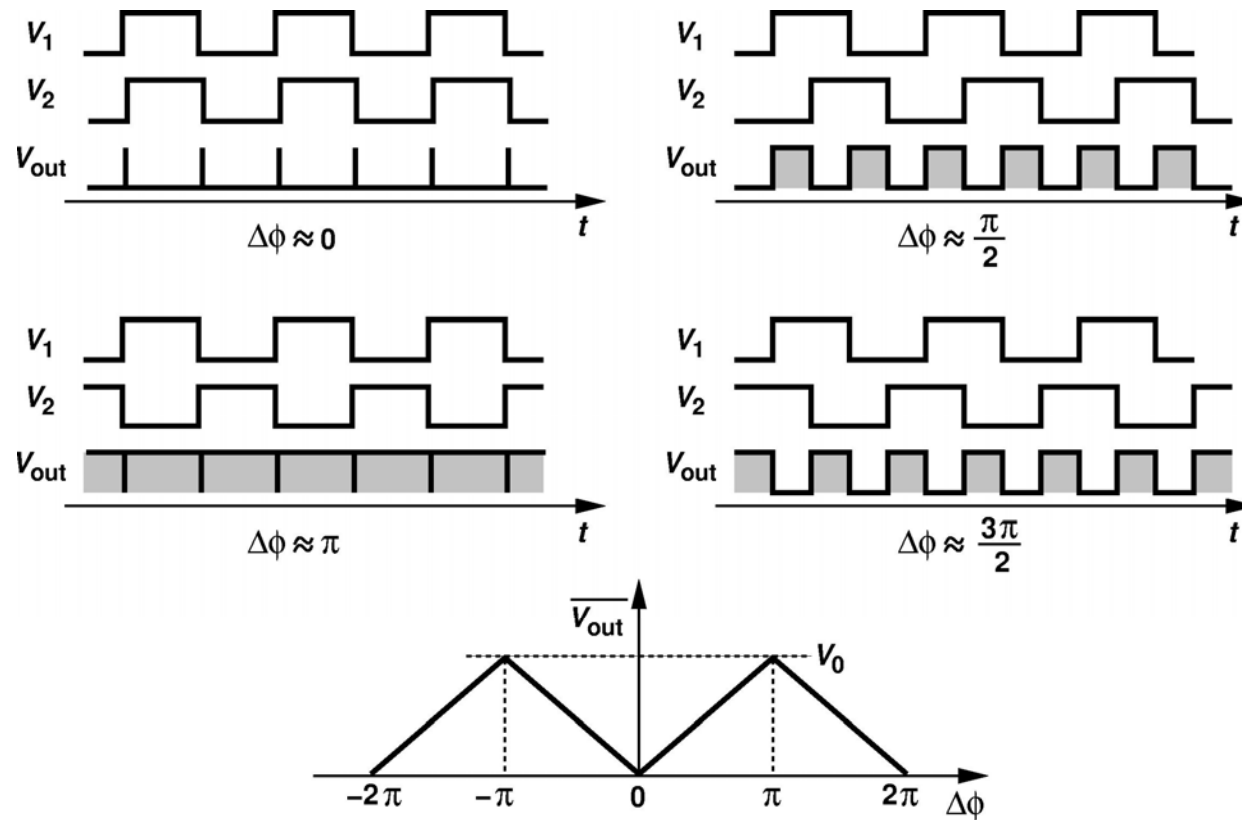 V1
V2
Vout
t
Δϕ ≈ 0
V1
V2
Vout
t
Δϕ ≈ π/2
V1
V2
Vout
t
Δϕ ≈ π
V1
V2
Vout
t
Δϕ ≈ 3π/2
Vout
V0
−2π −π 0 π 2π Δϕ